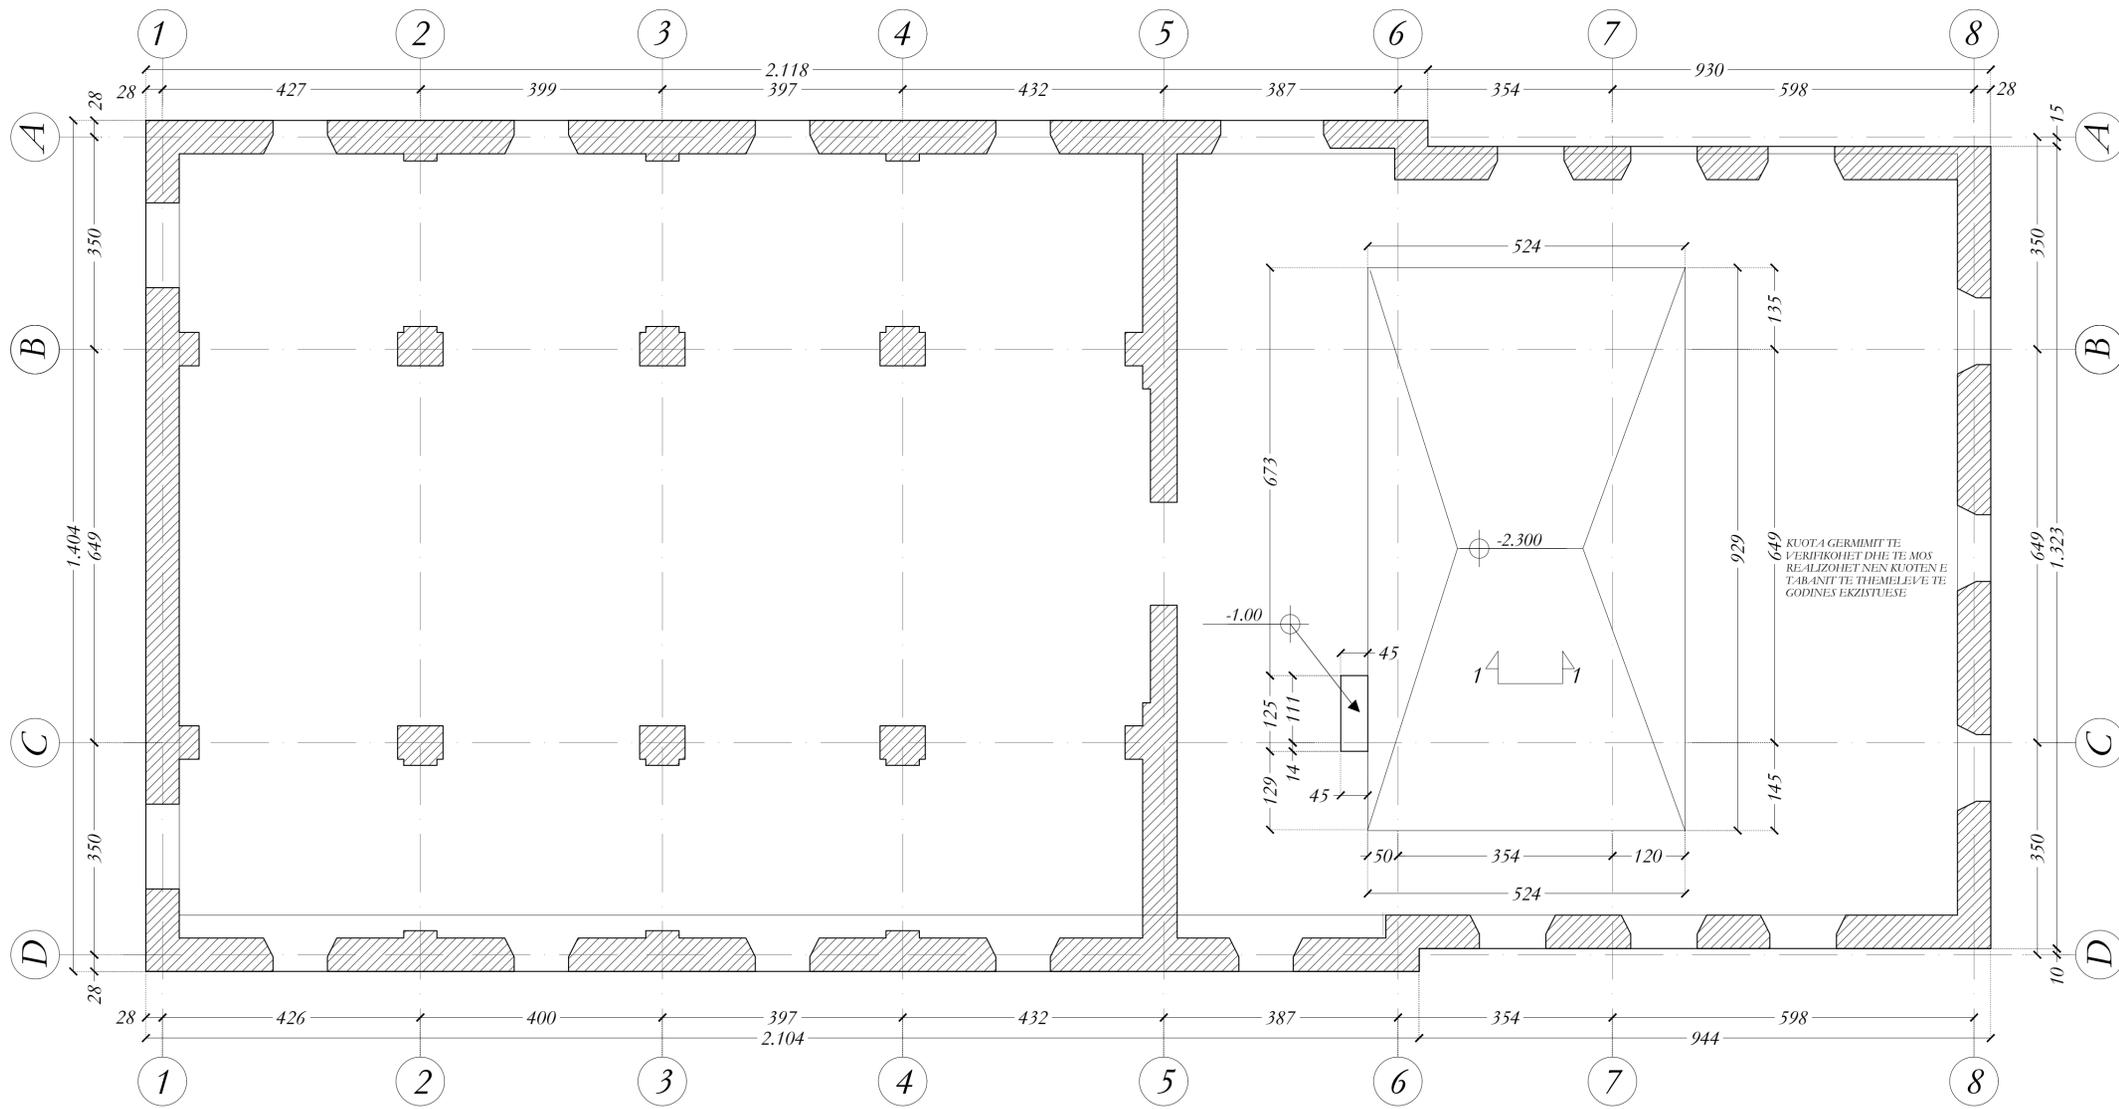 1 2 3 4 5 6 7 8
2.118 930
28 427 399 397 432 387 354 598 28
28 15
A A
350 350
524
135
B B
673
1.404 649 -2.300 929 649 649 1.323
KUOTA GERMIMIT TE
VERIFIKOHET DHE TE MOS
REALIZOHET NEN KUOTEN E
TABANIT TE THEMELEVE TE
GODINES EKZISTUESE
-1.00
45
1 1
125 111
C C
129 14 145
45
350 50 354 120 350
524
D D
28 10
28 426 400 397 432 387 354 598
2.104 944
1 2 3 4 5 6 7 8